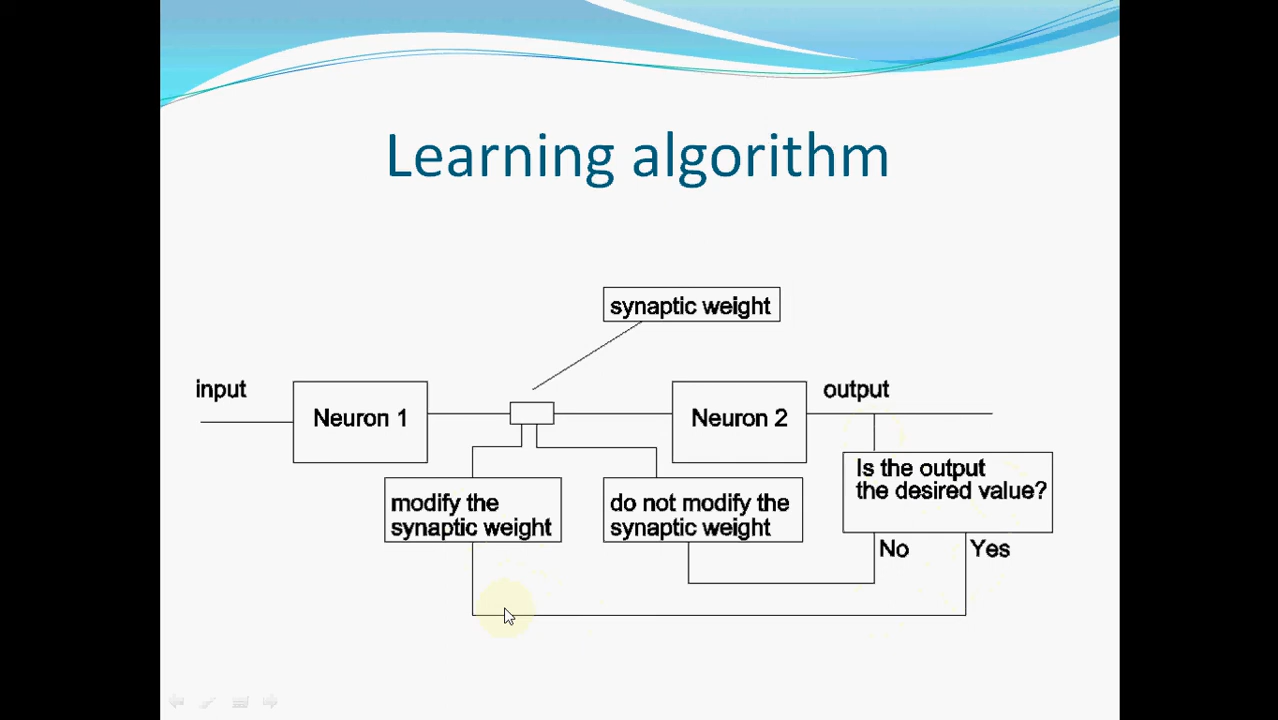 Learning algorithm
synaptic weight
input
Neuron 1
Neuron 2
output
modify the
synaptic weight
do not modify the
synaptic weight
Is the output
the desired value?
No
Yes